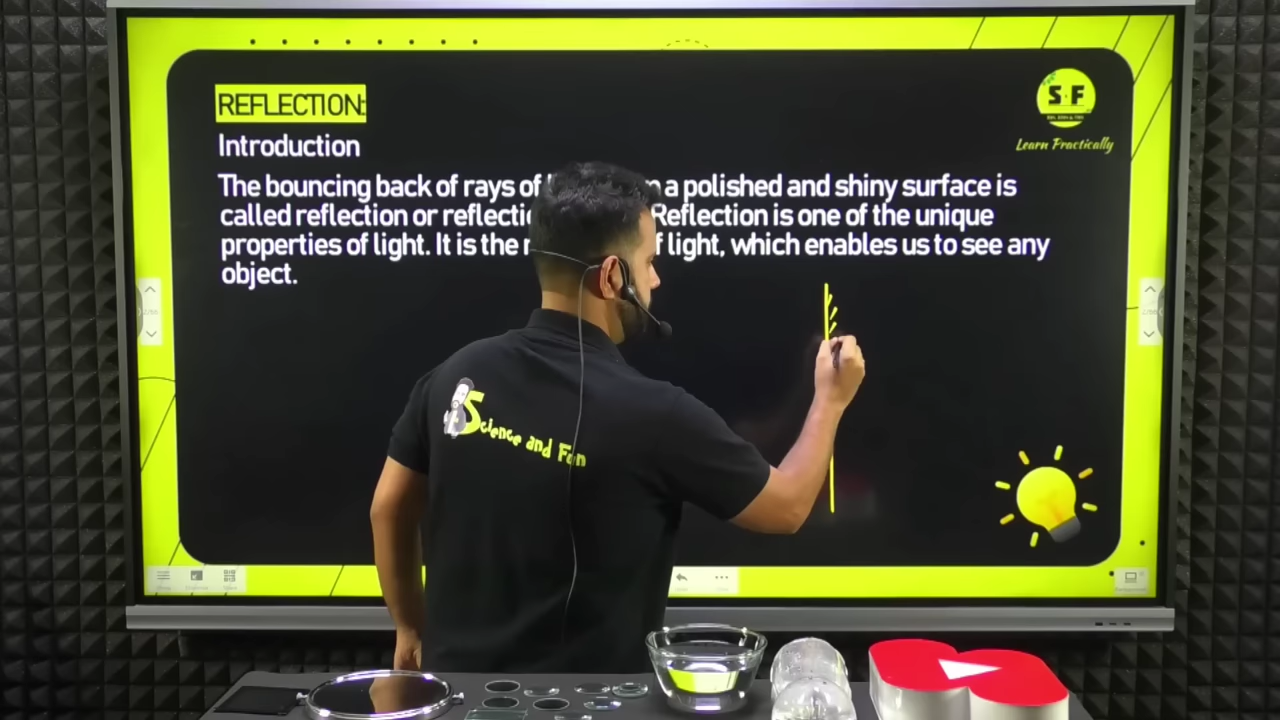 REFLECTION:
S F
Learn Practically
Introduction
The bouncing back of rays of a polished and shiny surface is
called reflection or Reflection is one of the unique
properties of light. It is the f light, which enables us to see any
object.
Science and Fun